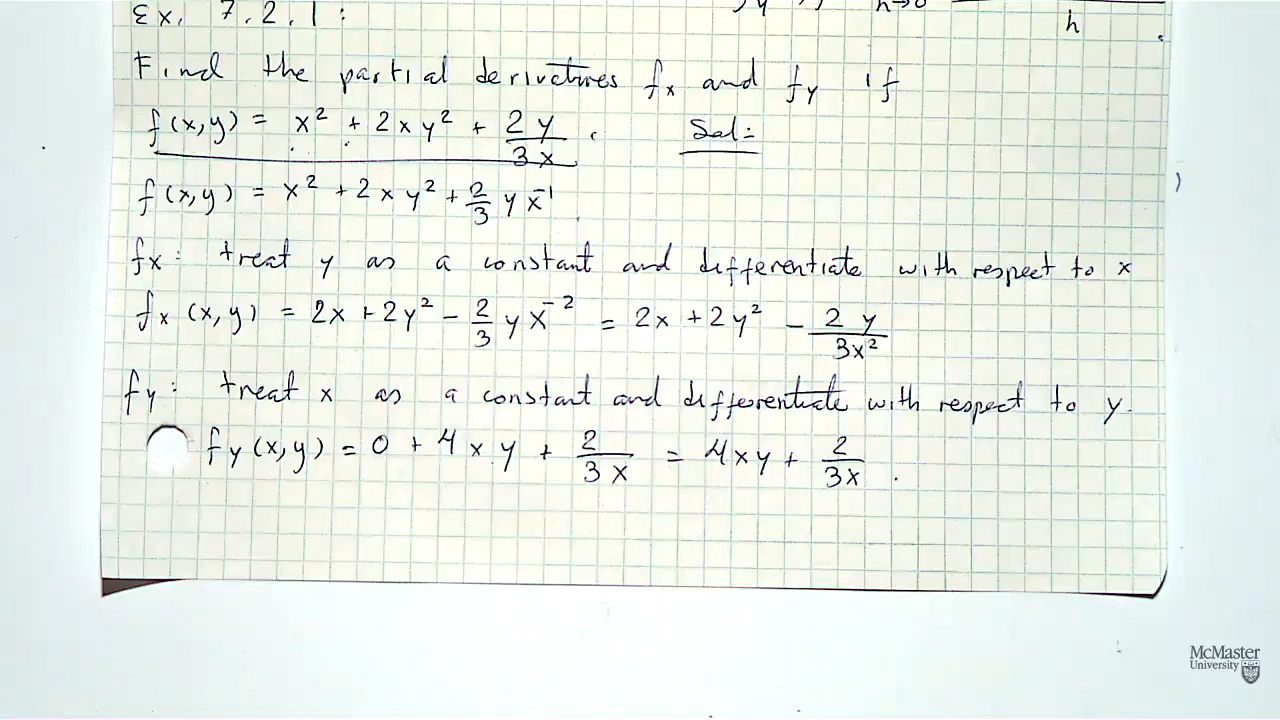 Ex. 7.2.1: h→0 h
Find the partial derivatives fx and fy if
f(x,y) = x² + 2xy² + 2y/3x . Sol:
f(x,y) = x² + 2xy² + 2/3 y x⁻¹
fx: treat y as a constant and differentiate with respect to x
fx (x,y) = 2x + 2y² - 2/3 y x⁻² = 2x + 2y² - 2y/3x²
fy: treat x as a constant and differentiate with respect to y.
fy (x,y) = 0 + 4xy + 2/3x = 4xy + 2/3x .
McMaster
University